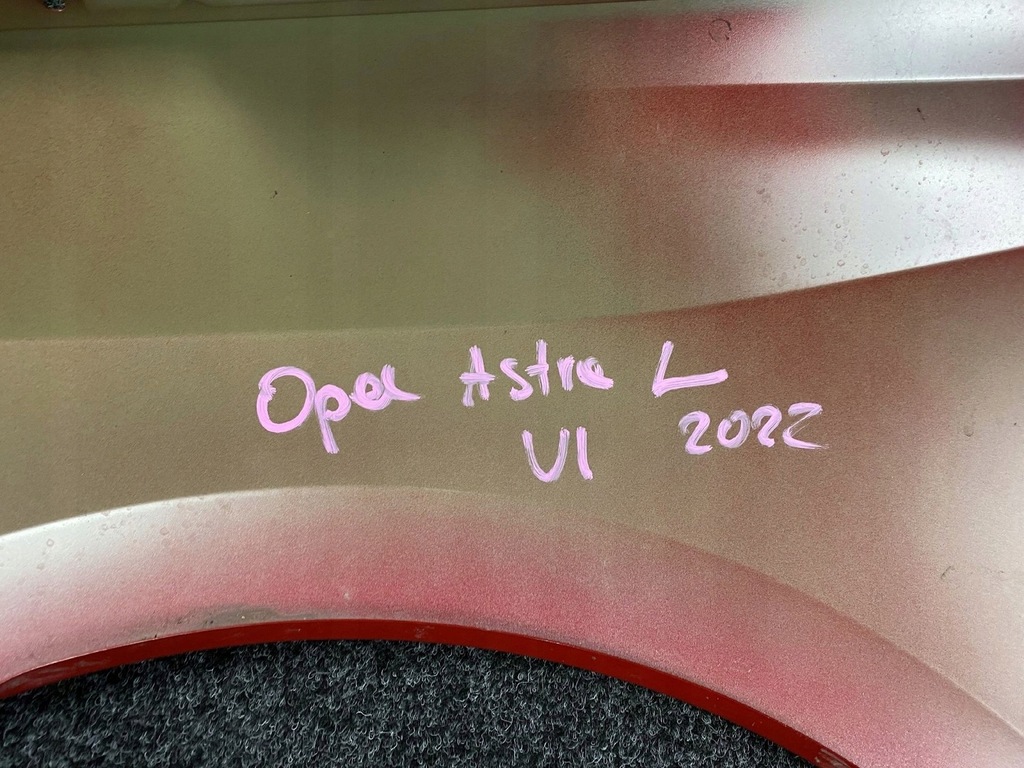 Opel Astra L
VI 2022